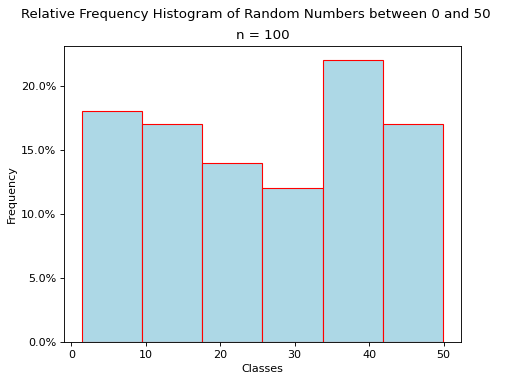 Relative Frequency Histogram of Random Numbers between 0 and 50
n = 100
20.0%
15.0%
10.0%
5.0%
0.0%
Frequency
0 10 20 30 40 50
Classes